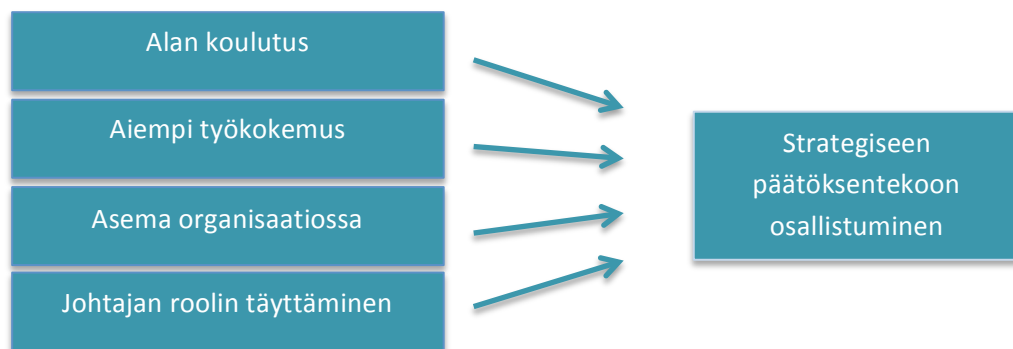 Alan koulutus
Aiempi työkokemus
Asema organisaatiossa
Johtajan roolin täyttäminen
Strategiseen
päätöksentekoon
osallistuminen